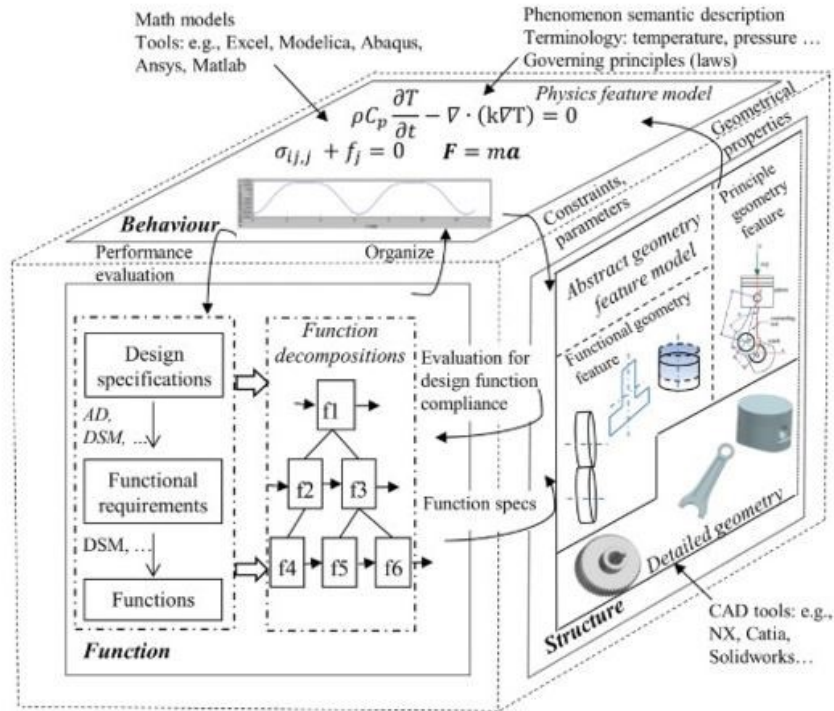 Math models
Tools: e.g., Excel, Modelica, Abaqus,
Ansys, Matlab
Phenomenon semantic description
Terminology: temperature, pressure …
Governing principles (laws)
Physics feature model
ρC_p ∂T/∂t − ∇ · (k∇T) = 0
σ_{ij,j} + f_j = 0 F = ma
Behaviour
Geometrical
properties
Constraints,
parameters
Performance
evaluation
Organize
Design
specifications
AD,
DSM, …
Functional
requirements
DSM, …
Functions
Function
decompositions
f1
f2 f3
f4 f5 f6
Function
Evaluation for
design function
compliance
Function specs
Abstract geometry
feature model
Principle
geometry
feature
Functional geometry
feature
Detailed geometry
Structure
CAD tools: e.g.,
NX, Catia,
Solidworks…